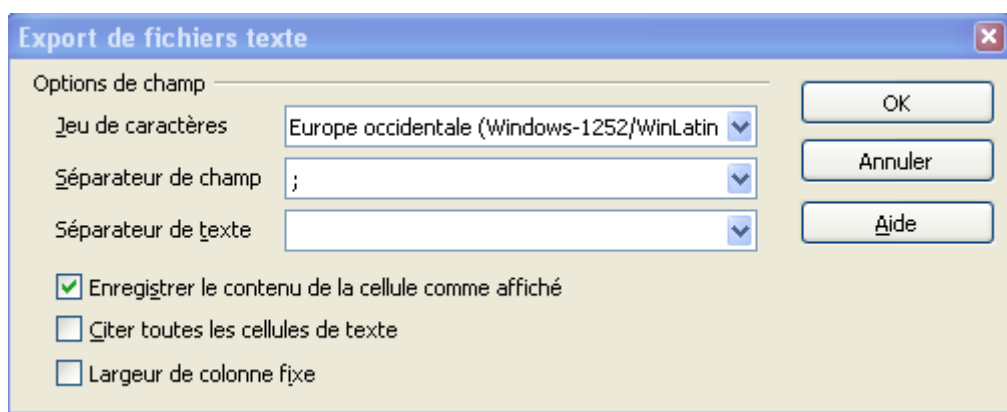 Export de fichiers texte
Options de champ
Jeu de caractères
Europe occidentale (Windows-1252/WinLatin
Séparateur de champ
;
Séparateur de texte
Enregistrer le contenu de la cellule comme affiché
Citer toutes les cellules de texte
Largeur de colonne fixe
OK
Annuler
Aide